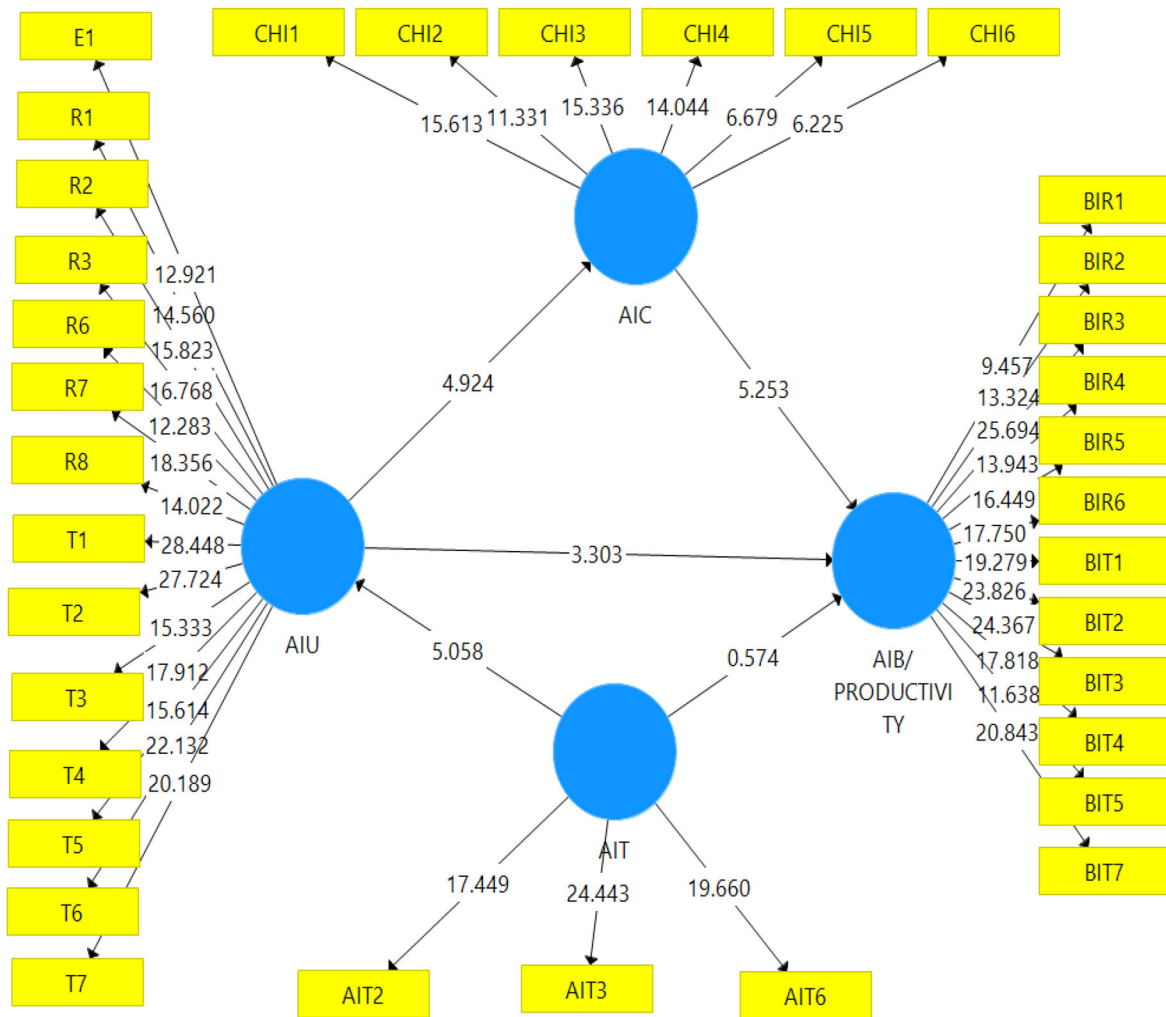 E1
CHI1
CHI2
CHI3
CHI4
CHI5
CHI6
R1
R2
R3
R6
R7
R8
T1
T2
T3
T4
T5
T6
T7
15.613
11.331
15.336
14.044
6.679
6.225
AIC
12.921
14.560
15.823
16.768
12.283
18.356
14.022
28.448
27.724
15.333
17.912
15.614
22.132
20.189
AIU
4.924
5.253
3.303
5.058
0.574
AIB/
PRODUCTIVI
TY
9.457
13.324
25.694
13.943
16.449
17.750
19.279
23.826
24.367
17.818
11.638
20.843
BIR1
BIR2
BIR3
BIR4
BIR5
BIR6
BIT1
BIT2
BIT3
BIT4
BIT5
BIT7
AIT
17.449
24.443
19.660
AIT2
AIT3
AIT6